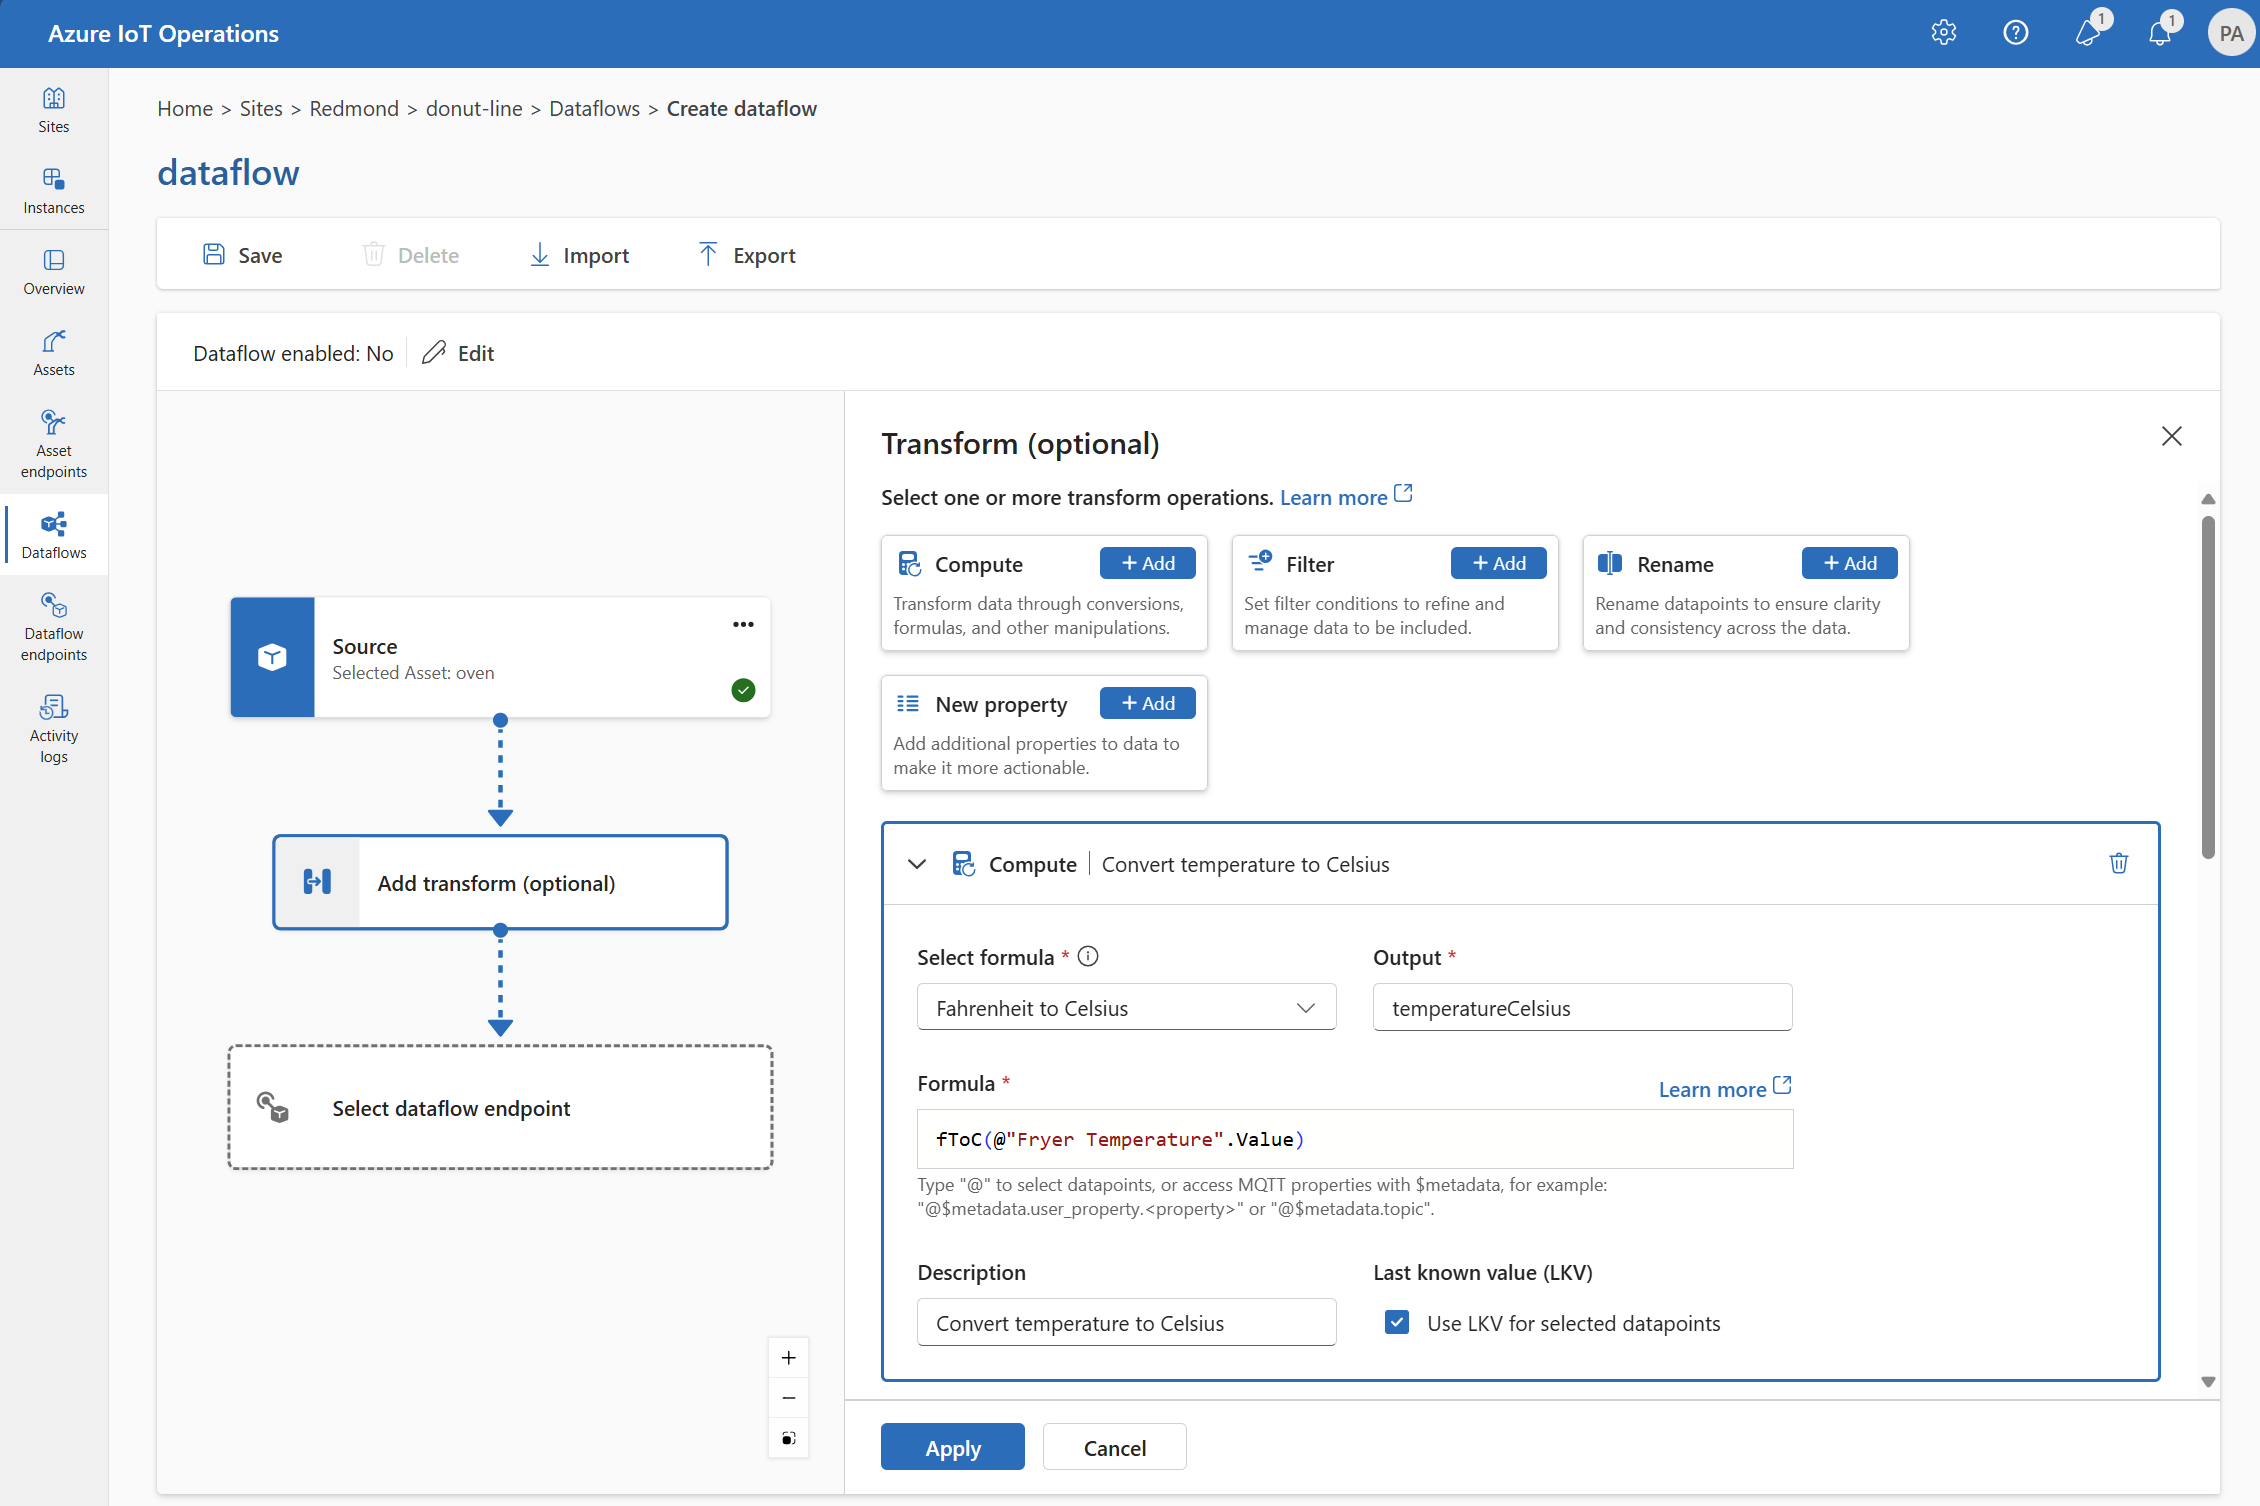 Azure IoT Operations
1
1
PA
Sites
Instances
Overview
Assets
Asset
endpoints
Dataflows
Dataflow
endpoints
Activity
logs
Home > Sites > Redmond > donut-line > Dataflows > Create dataflow
dataflow
Save
Delete
Import
Export
Dataflow enabled: No
Edit
Source
Selected Asset: oven
Add transform (optional)
Select dataflow endpoint
Transform (optional)
Select one or more transform operations. Learn more
Compute
+ Add
Transform data through conversions,
formulas, and other manipulations.
Filter
+ Add
Set filter conditions to refine and
manage data to be included.
Rename
+ Add
Rename datapoints to ensure clarity
and consistency across the data.
New property
+ Add
Add additional properties to data to
make it more actionable.
Compute | Convert temperature to Celsius
Select formula *
Fahrenheit to Celsius
Output *
temperatureCelsius
Formula *
Learn more
fToC(@"Fryer Temperature".Value)
Type "@" to select datapoints, or access MQTT properties with $metadata, for example:
"@$metadata.user_property.<property>" or "@$metadata.topic".
Description
Convert temperature to Celsius
Last known value (LKV)
Use LKV for selected datapoints
Apply
Cancel